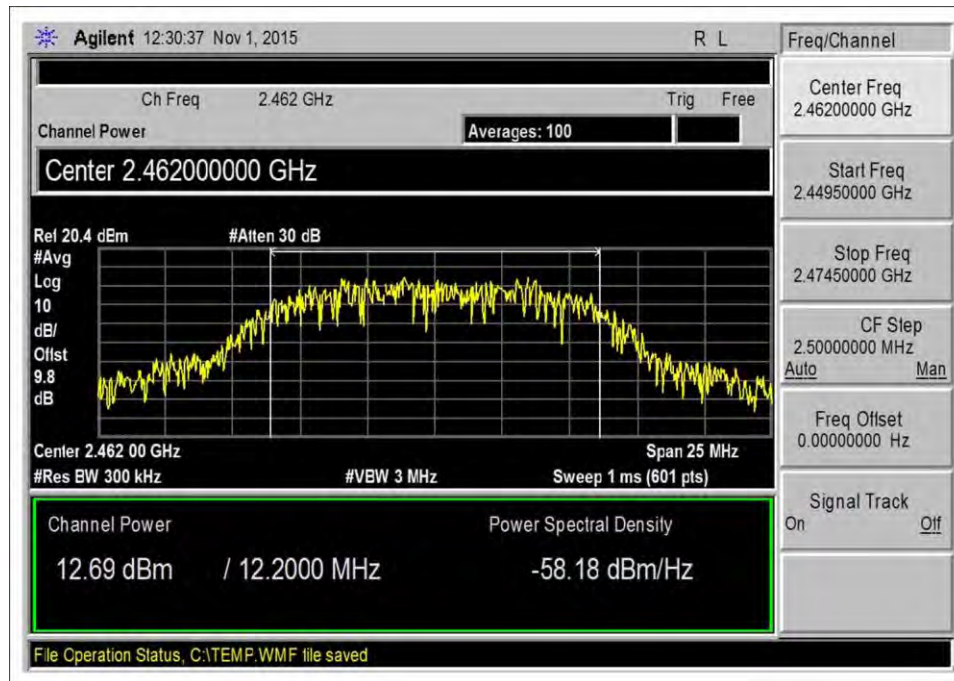 Agilent 12:30:37 Nov 1, 2015 R L
Freq/Channel
Ch Freq 2.462 GHz Trig Free
Channel Power Averages: 100
Center 2.462000000 GHz
Ref 20.4 dBm #Atten 30 dB
#Avg
Log
10
dB/
Offst
9.8
dB
Center 2.462 00 GHz Span 25 MHz
#Res BW 300 kHz #VBW 3 MHz Sweep 1 ms (601 pts)
Channel Power Power Spectral Density
12.69 dBm / 12.2000 MHz -58.18 dBm/Hz
File Operation Status, C:\TEMP.WMF file saved
Center Freq
2.46200000 GHz
Start Freq
2.44950000 GHz
Stop Freq
2.47450000 GHz
CF Step
2.50000000 MHz
Auto Man
Freq Offset
0.00000000 Hz
Signal Track
On Off